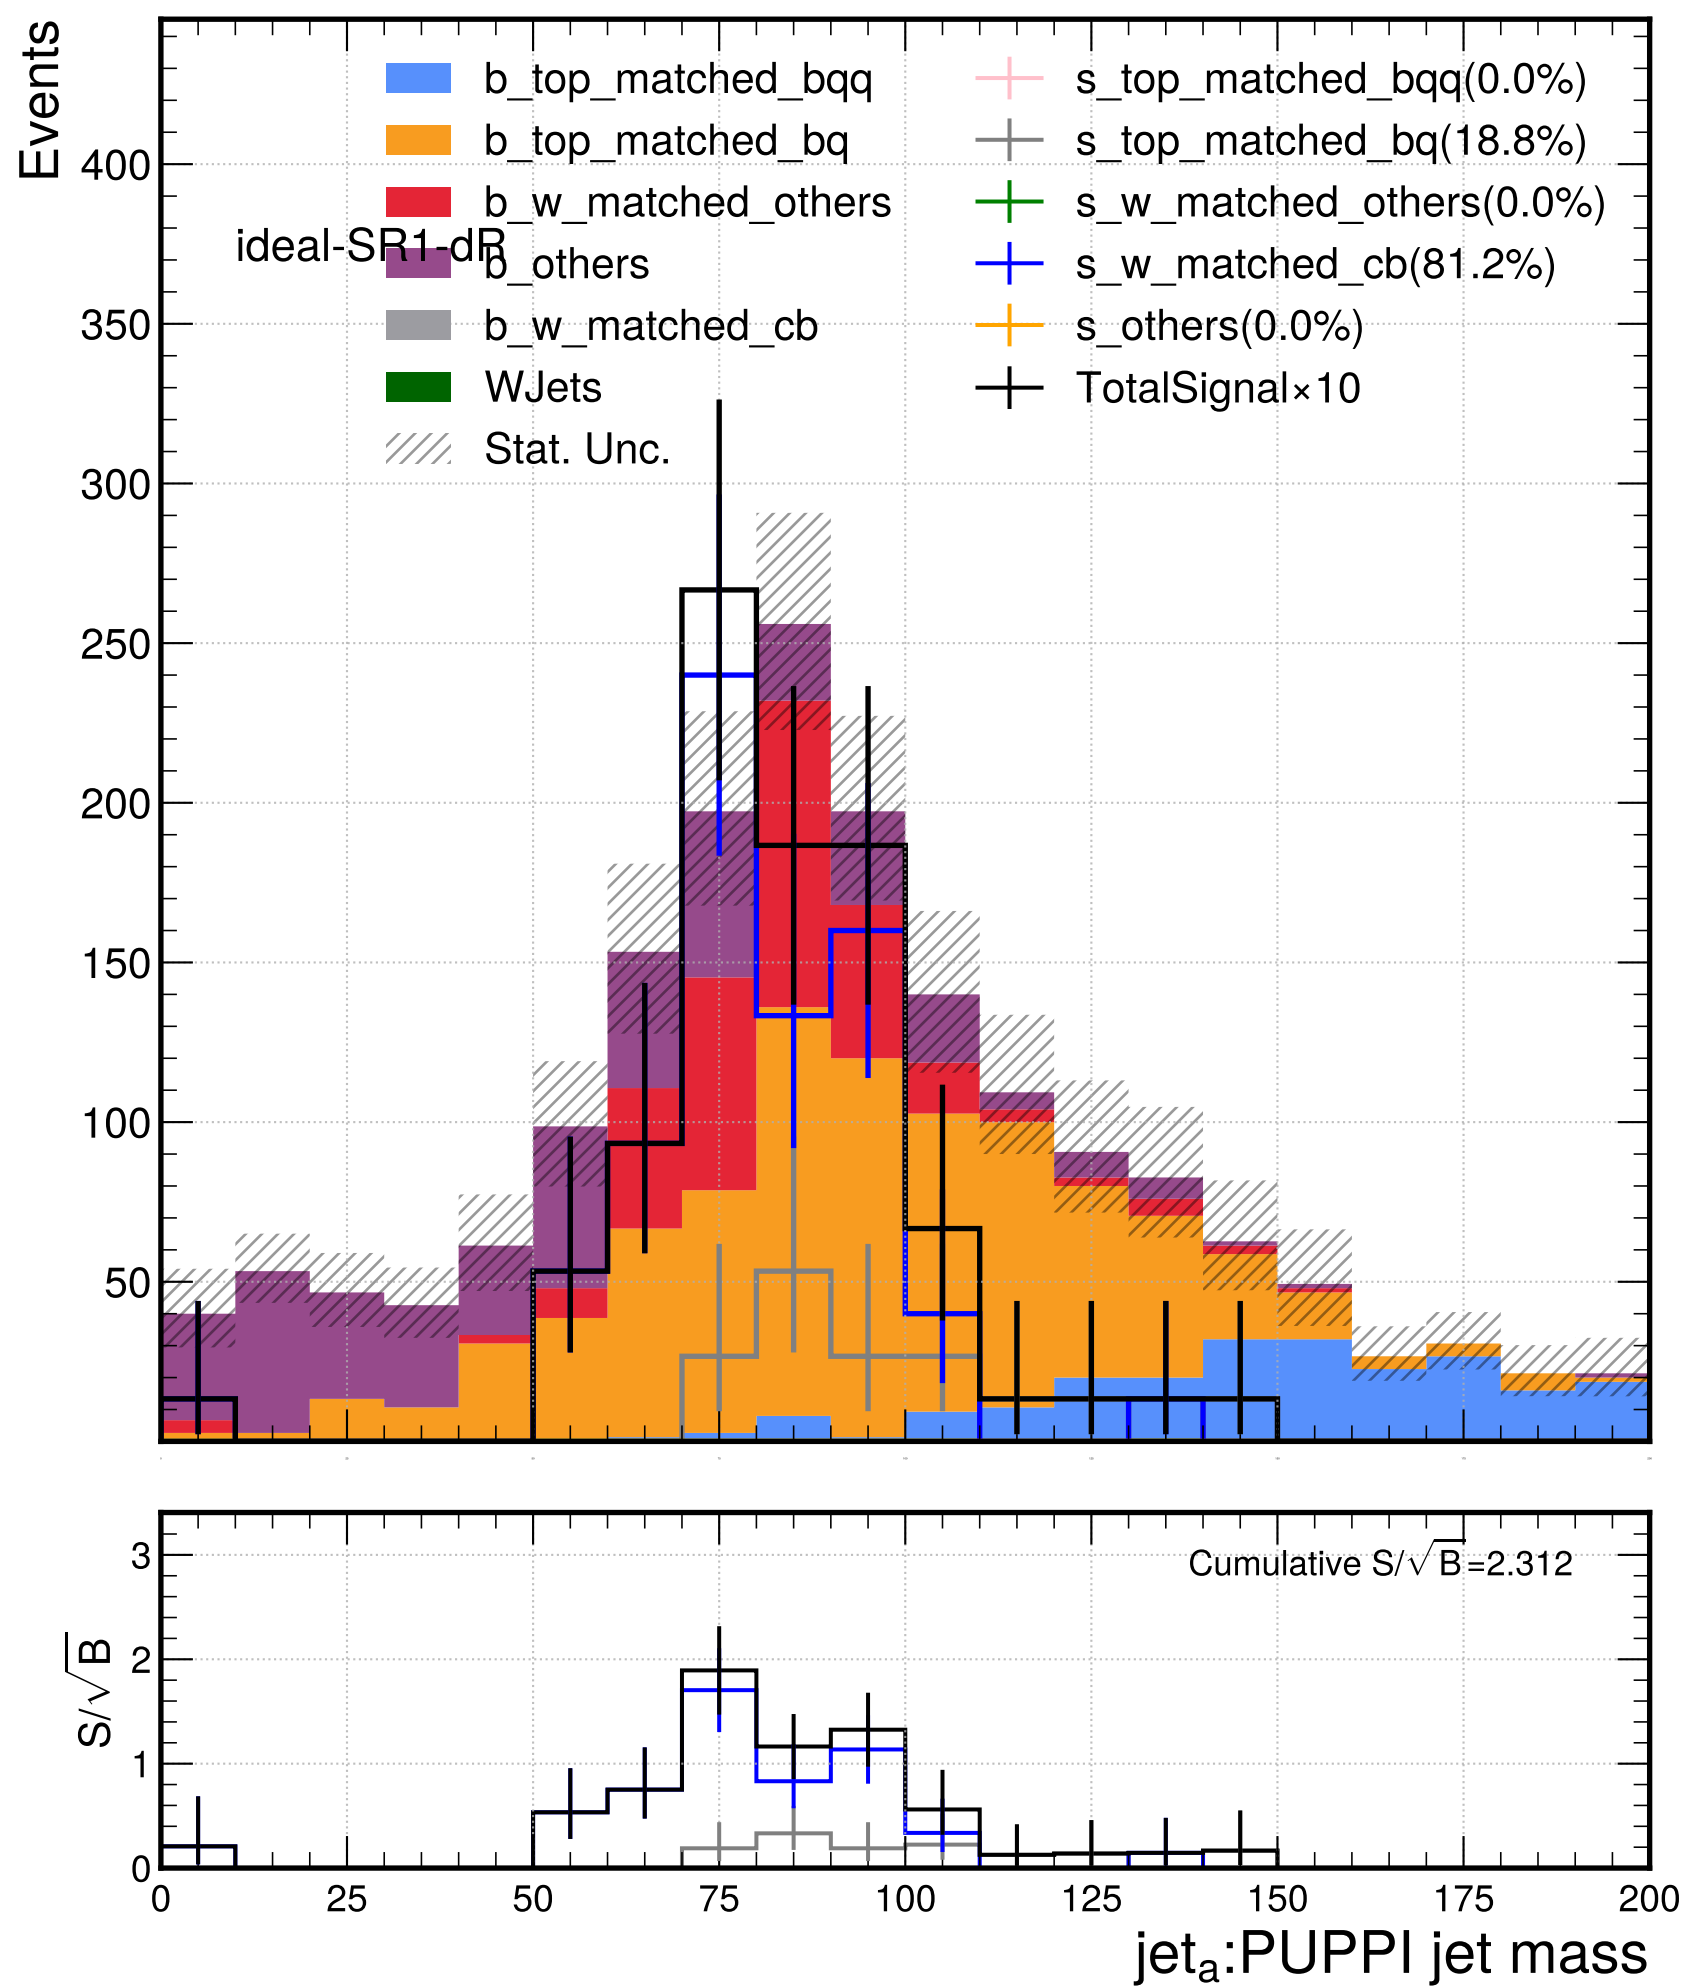 Events
400
350
300
250
200
150
100
50
b_top_matched_bqq
b_top_matched_bq
b_w_matched_others
b_others
b_w_matched_cb
WJets
Stat. Unc.
s_top_matched_bqq(0.0%)
s_top_matched_bq(18.8%)
s_w_matched_others(0.0%)
s_w_matched_cb(81.2%)
s_others(0.0%)
TotalSignal×10
ideal-SR1-dR
S/√B
3
2
1
0
Cumulative S/√B=2.312
0 25 50 75 100 125 150 175 200
jet_a:PUPPI jet mass